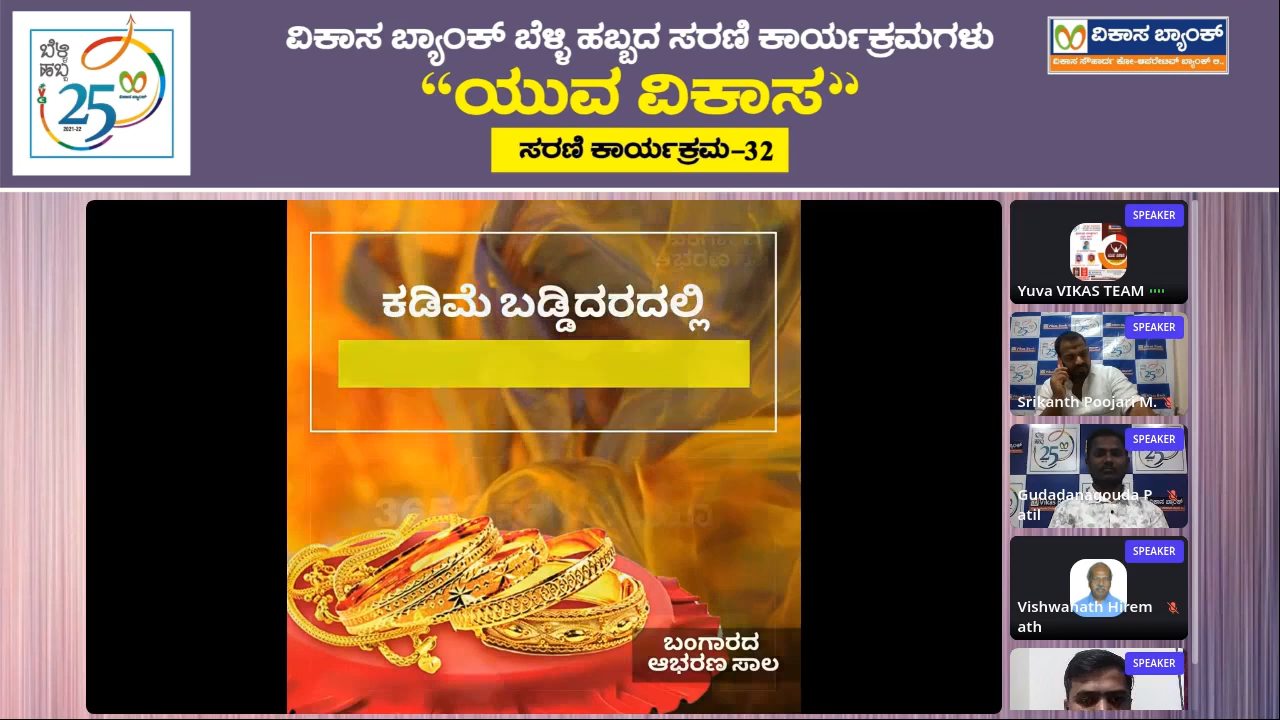 ವಿಕಾಸ ಬ್ಯಾಂಕ್ ಬೆಳ್ಳಿ ಹಬ್ಬದ ಸರಣಿ ಕಾರ್ಯಕ್ರಮಗಳು
“ಯುವ ವಿಕಾಸ”
ಸರಣಿ ಕಾರ್ಯಕ್ರಮ-32
ಬೆಳ್ಳಿ
ಹಬ್ಬ
25
2021-22
ವಿಕಾಸ ಬ್ಯಾಂಕ್
ವಿಕಾಸ ಸೌಹಾರ್ದ ಕೋ-ಆಪರೇಟಿವ್ ಬ್ಯಾಂಕ್ ಲಿ.,
ಕಡಿಮೆ ಬಡ್ಡಿದರದಲ್ಲಿ
ಬಂಗಾರದ
ಆಭರಣ ಸಾಲ
SPEAKER
Yuva VIKAS TEAM
SPEAKER
Srikanth Poojari M.
SPEAKER
Gudadanagouda P
atil
SPEAKER
Vishwanath Hirem
ath
SPEAKER